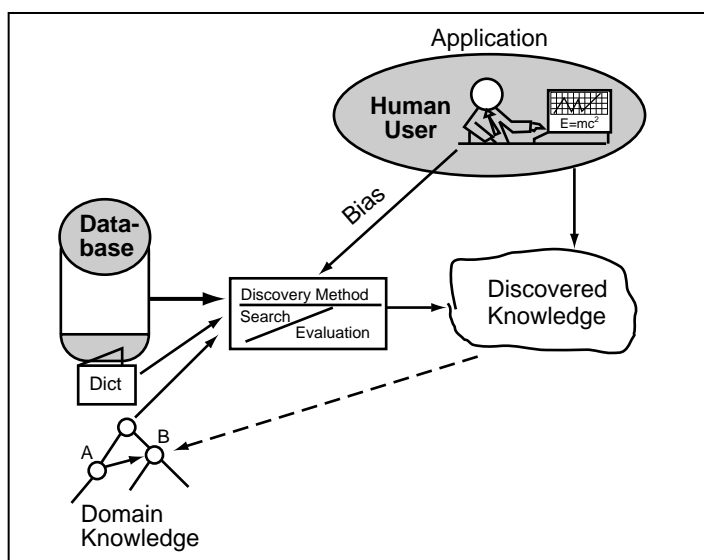 Application
Human
User
E=mc²
Bias
Data-
base
Discovery Method
Search
Evaluation
Discovered
Knowledge
Dict
A
B
Domain
Knowledge